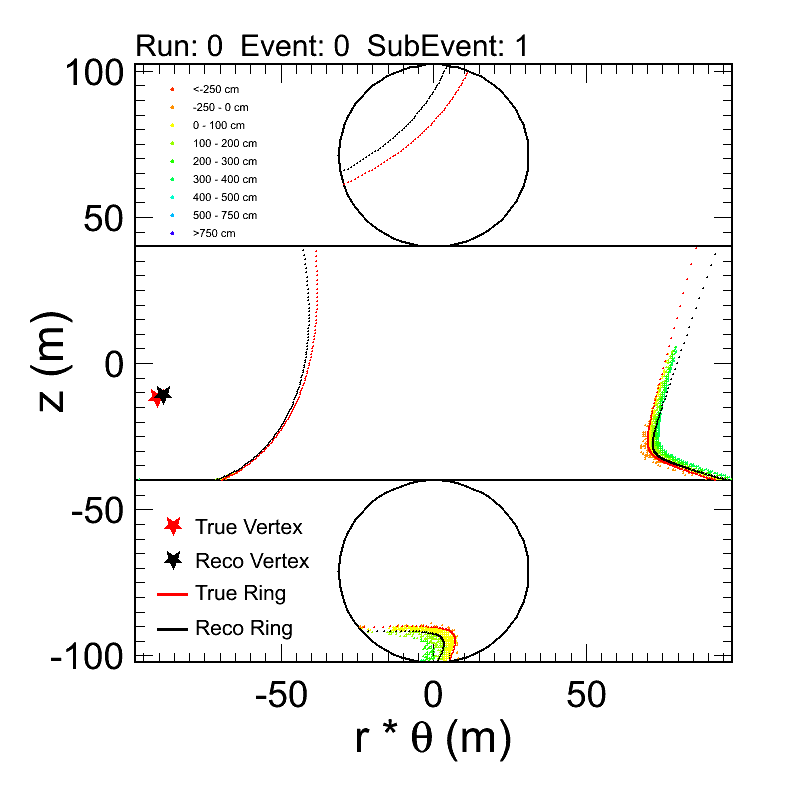 Run: 0 Event: 0 SubEvent: 1
100
<-250 cm
-250 - 0 cm
0 - 100 cm
100 - 200 cm
200 - 300 cm
300 - 400 cm
400 - 500 cm
500 - 750 cm
>750 cm
50
z (m)
0
-50
True Vertex
Reco Vertex
True Ring
Reco Ring
-100
-50 0 50
r * θ (m)